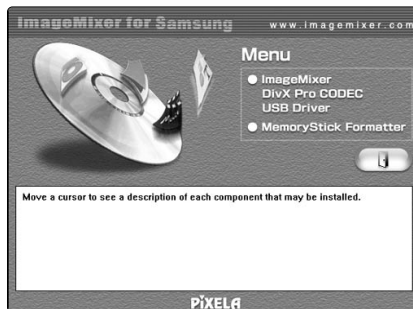 ImageMixer for Samsung
www.imagemixer.com
Menu
ImageMixer
DivX Pro CODEC
USB Driver
MemoryStick Formatter
Move a cursor to see a description of each component that may be installed.
PIXELA